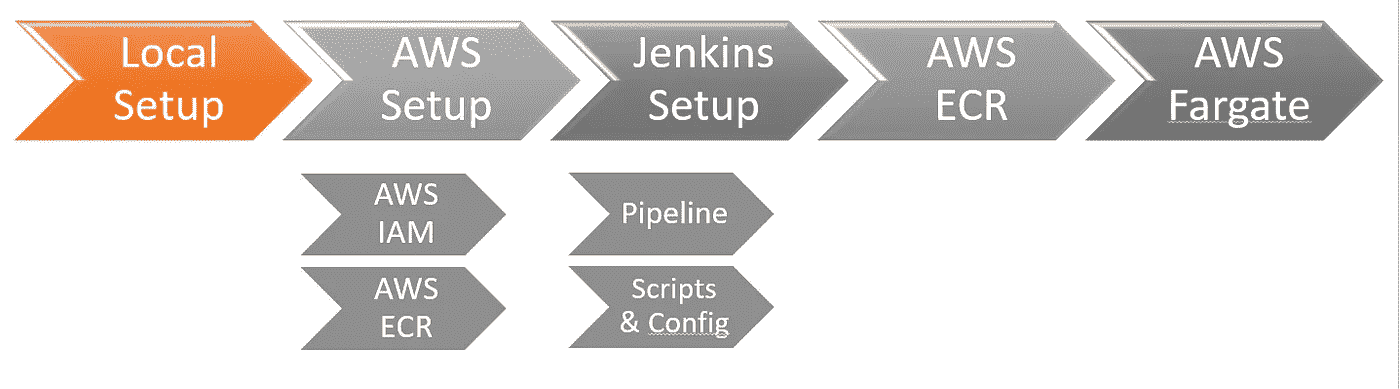 Local
Setup
AWS
Setup
Jenkins
Setup
AWS
ECR
AWS
Fargate
AWS
IAM
AWS
ECR
Pipeline
Scripts
& Config